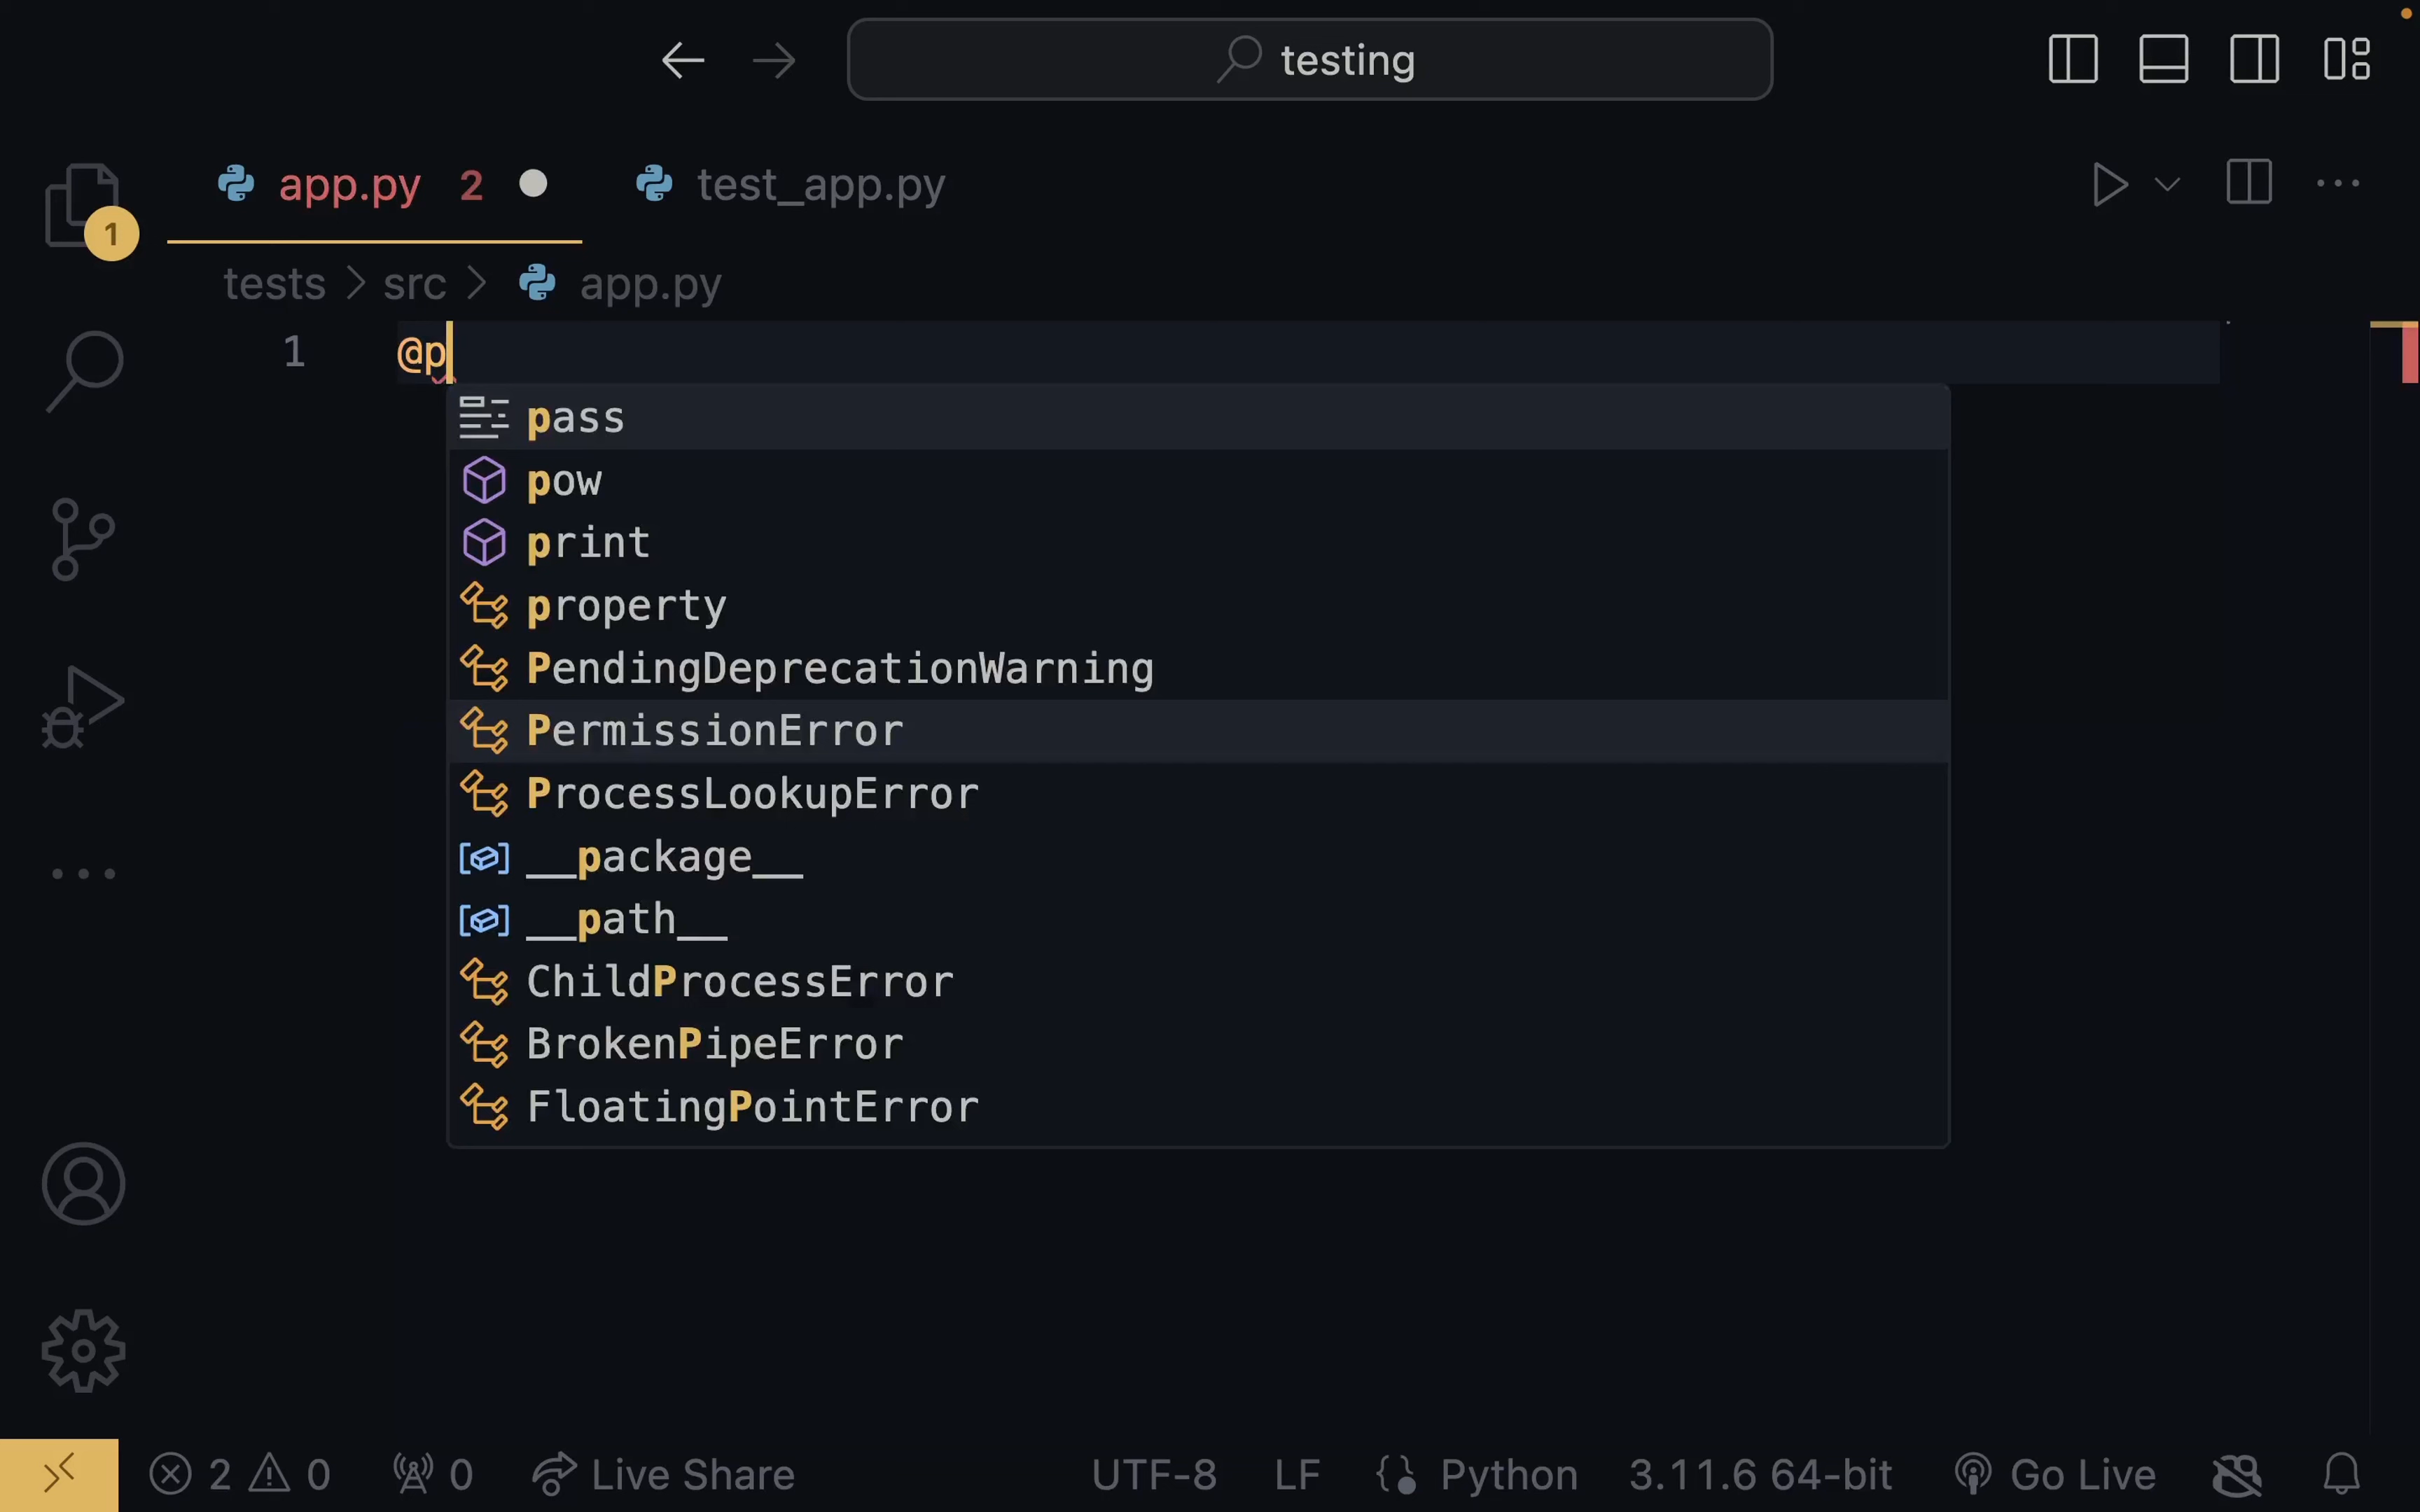 testing
app.py 2 test_app.py
1
tests > src > app.py
1 @p
pass
pow
print
property
PendingDeprecationWarning
PermissionError
ProcessLookupError
__package__
__path__
ChildProcessError
BrokenPipeError
FloatingPointError
2 0 0 Live Share UTF-8 LF Python 3.11.6 64-bit Go Live